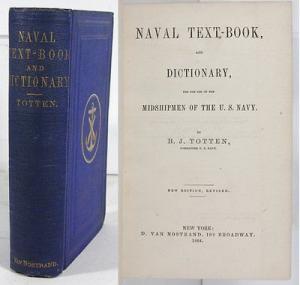 NAVAL
TEXT-BOOK
AND
DICTIONARY
TOTTEN.
VAN NOSTRAND.
NAVAL TEXT-BOOK,
AND
DICTIONARY,
FOR THE USE OF THE
MIDSHIPMEN OF THE U. S. NAVY.
BY
B. J. TOTTEN,
COMMANDER U. S. NAVY.
NEW EDITION, REVISED.
NEW YORK:
D. VAN NOSTRAND, 192 BROADWAY.
1864.